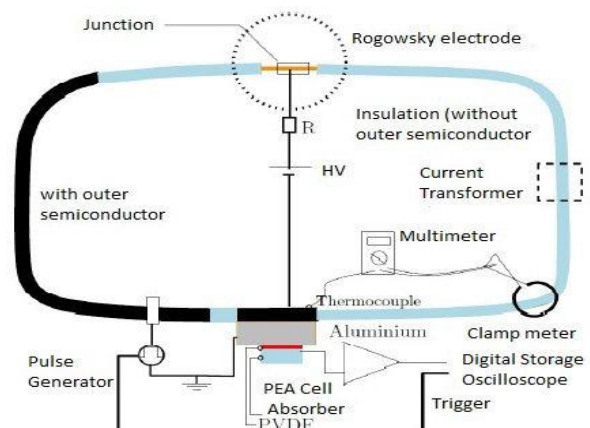 Junction
Rogowsky electrode
R
Insulation (without
outer semiconductor
HV
Current
Transformer
with outer
semiconductor
Multimeter
Thermocouple
Aluminium
Clamp meter
Pulse
Generator
Digital Storage
Oscilloscope
PEA Cell
Absorber
Trigger
PVDF